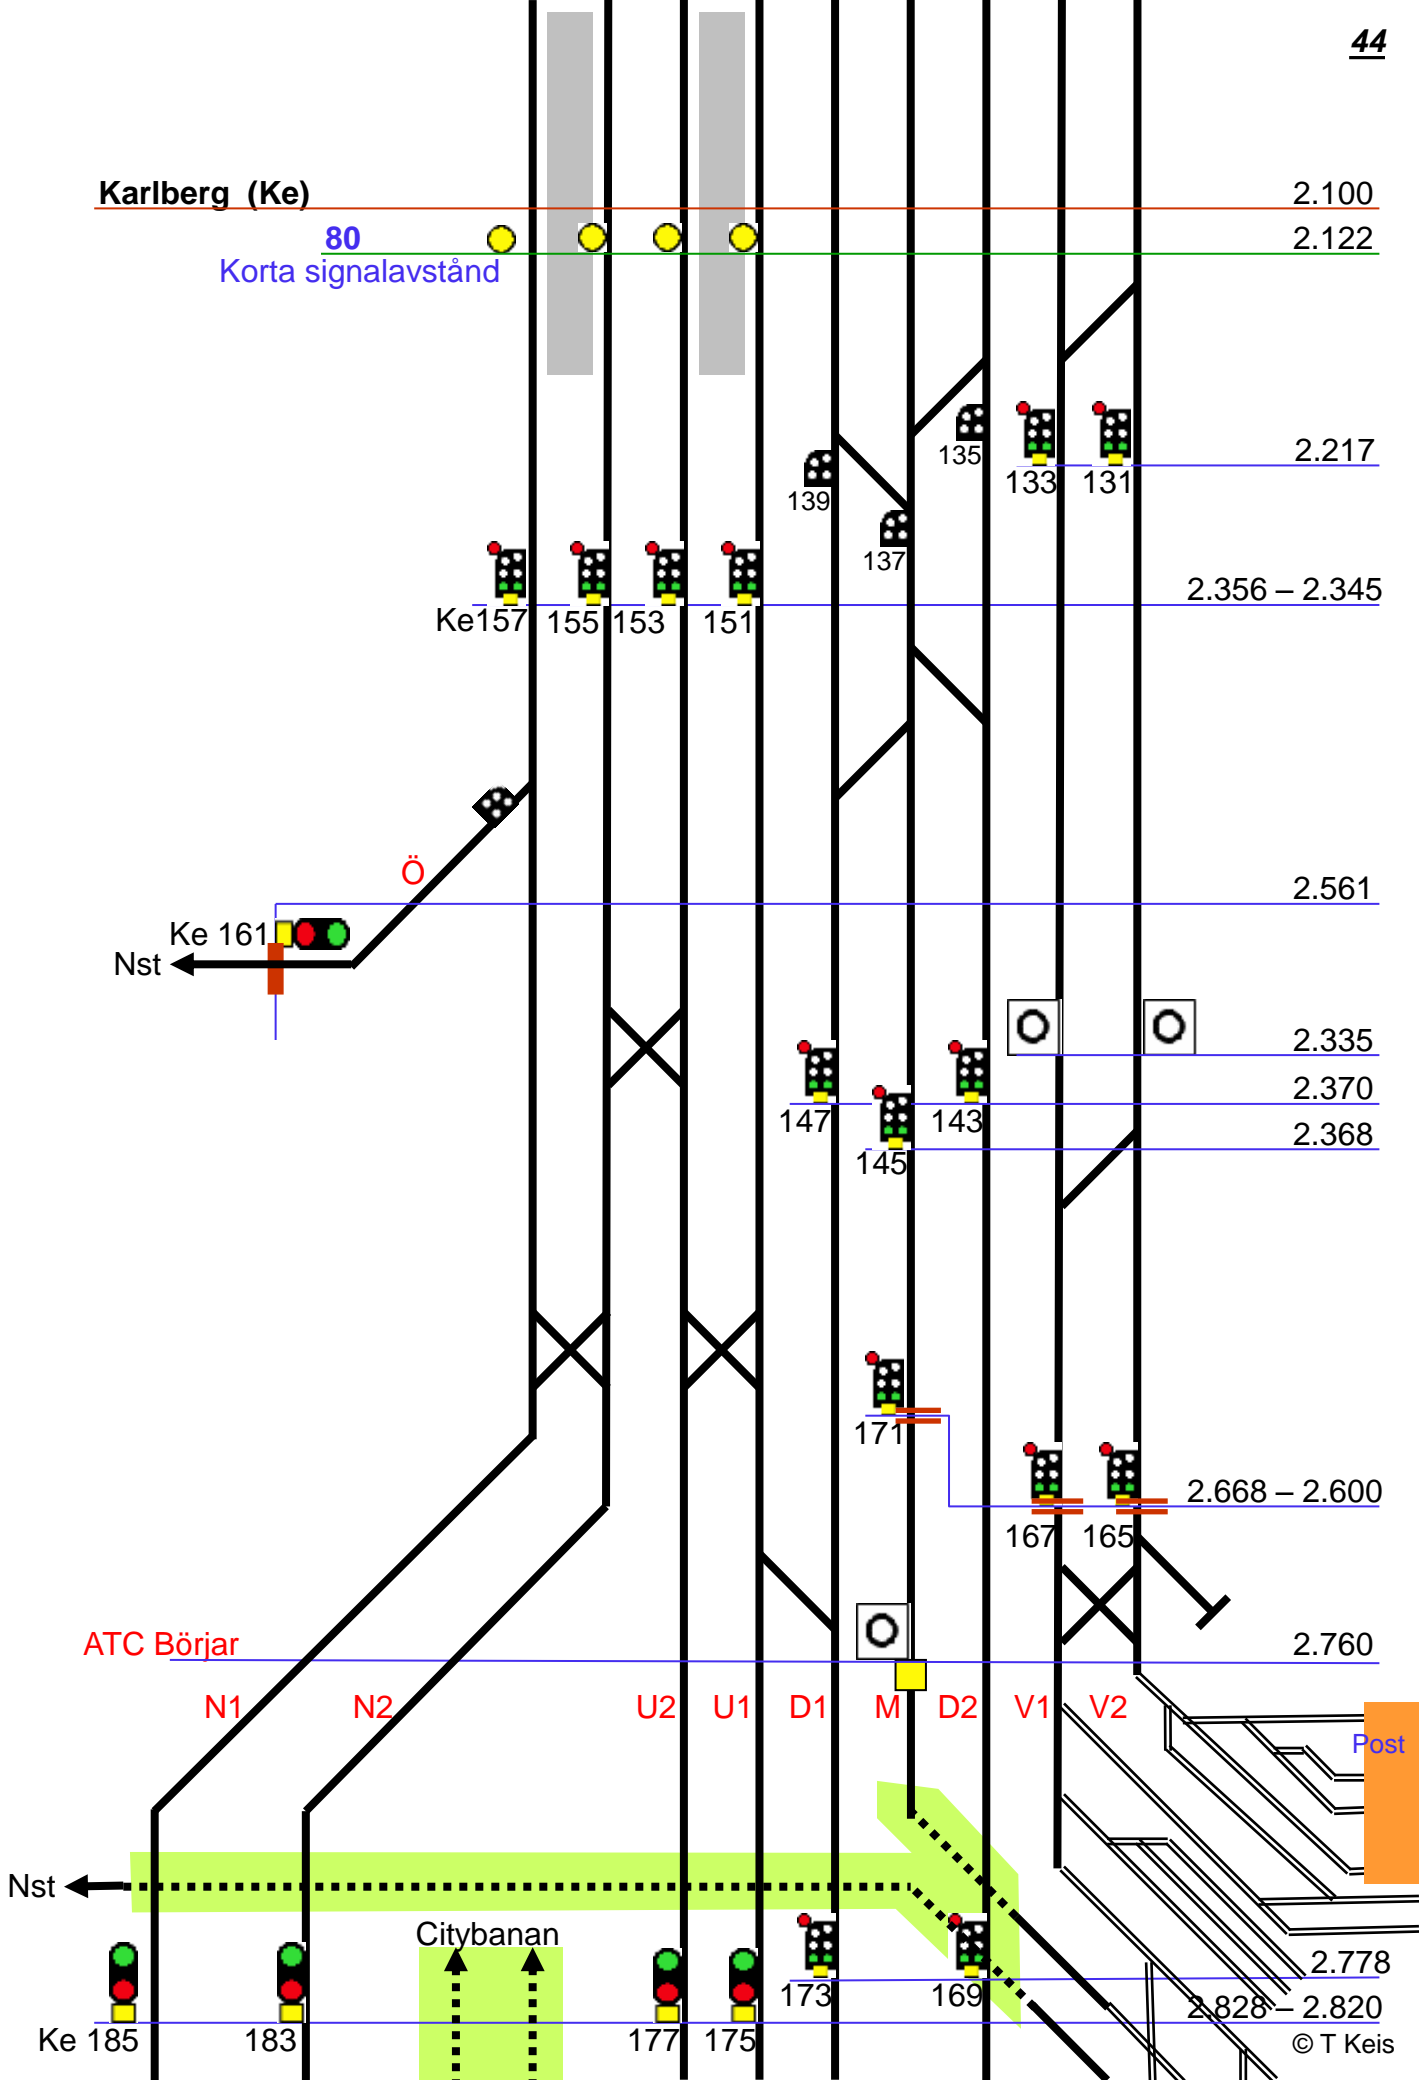 44
Karlberg (Ke)
2.100
80
2.122
Korta signalavstånd
135
133
131
2.217
139
137
Ke157
155
153
151
2.356 – 2.345
Ö
2.561
Ke 161
Nst
2.335
147
143
2.370
145
2.368
171
167
165
2.668 – 2.600
ATC Börjar
2.760
N1
N2
U2
U1
D1
M
D2
V1
V2
Post
Nst
Citybanan
173
169
2.778
Ke 185
183
177
175
2.828 – 2.820
© T Keis